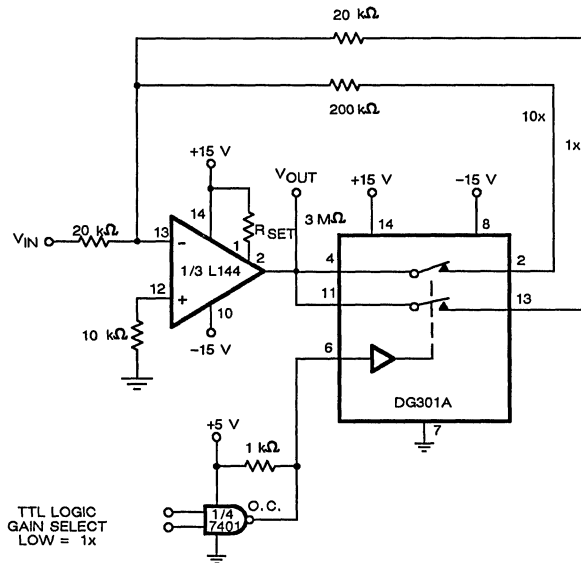 20 kΩ
200 kΩ
10x
1x
+15 V
VOUT
+15 V
-15 V
14
3 MΩ
RSET
14
8
VIN
20 kΩ
13
-
1
2
1/3 L144
4
2
12
+
11
13
10
10 kΩ
-15 V
6
DG301A
7
+5 V
1 kΩ
O.C.
TTL LOGIC
GAIN SELECT
LOW = 1x
1/4
7401